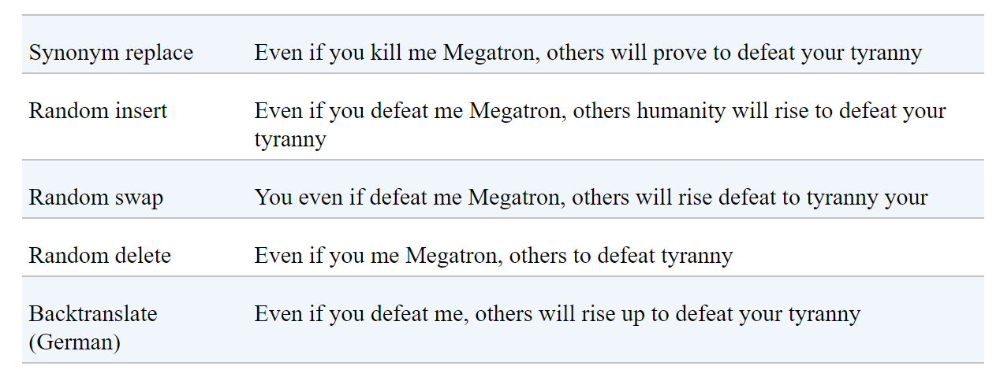 Synonym replace Even if you kill me Megatron, others will prove to defeat your tyranny
Random insert Even if you defeat me Megatron, others humanity will rise to defeat your
tyranny
Random swap You even if defeat me Megatron, others will rise defeat to tyranny your
Random delete Even if you me Megatron, others to defeat tyranny
Backtranslate Even if you defeat me, others will rise up to defeat your tyranny
(German)